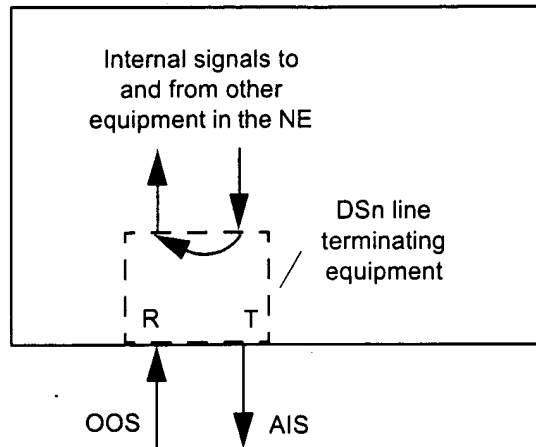 Internal signals to
and from other
equipment in the NE
DSn line
terminating
equipment
R T
OOS AIS